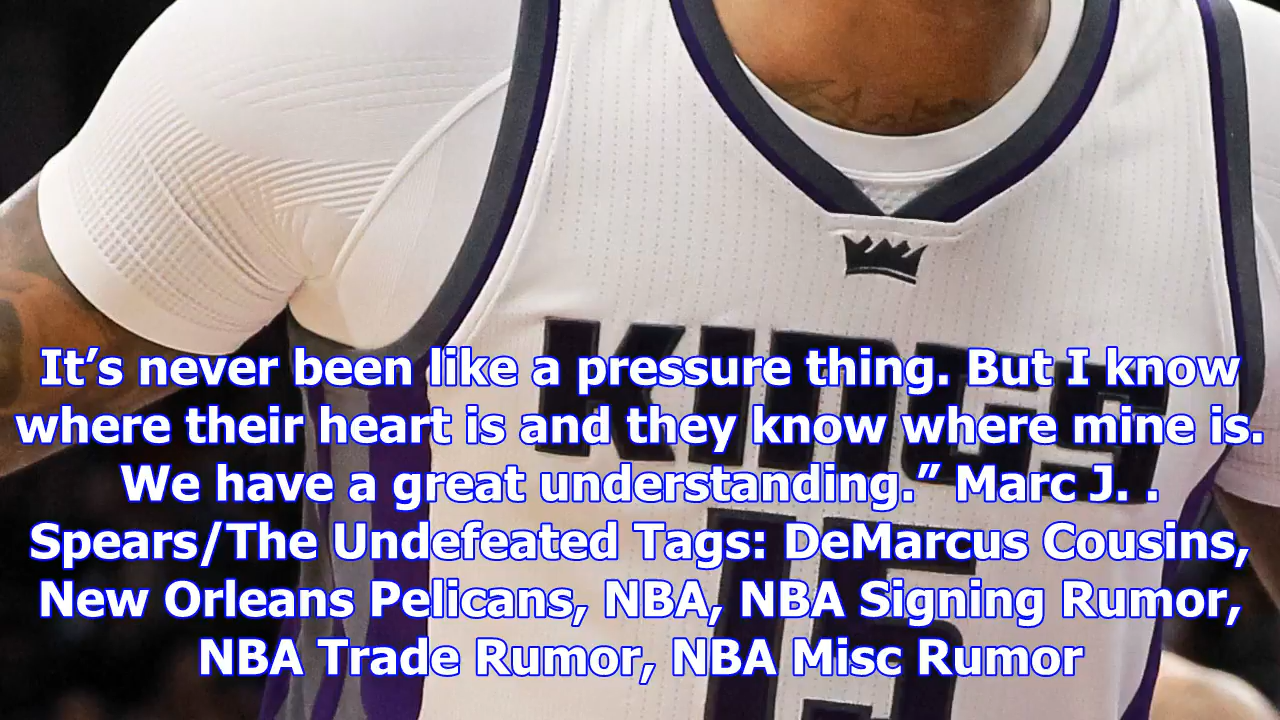 KINGS
15
It’s never been like a pressure thing. But I know
where their heart is and they know where mine is.
We have a great understanding.” Marc J. .
Spears/The Undefeated Tags: DeMarcus Cousins,
New Orleans Pelicans, NBA, NBA Signing Rumor,
NBA Trade Rumor, NBA Misc Rumor